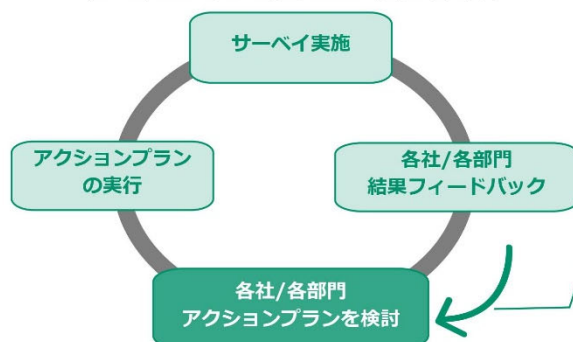 サーベイ実施
各社/各部門
結果フィードバック
各社/各部門
アクションプランを検討
アクションプラン
の実行